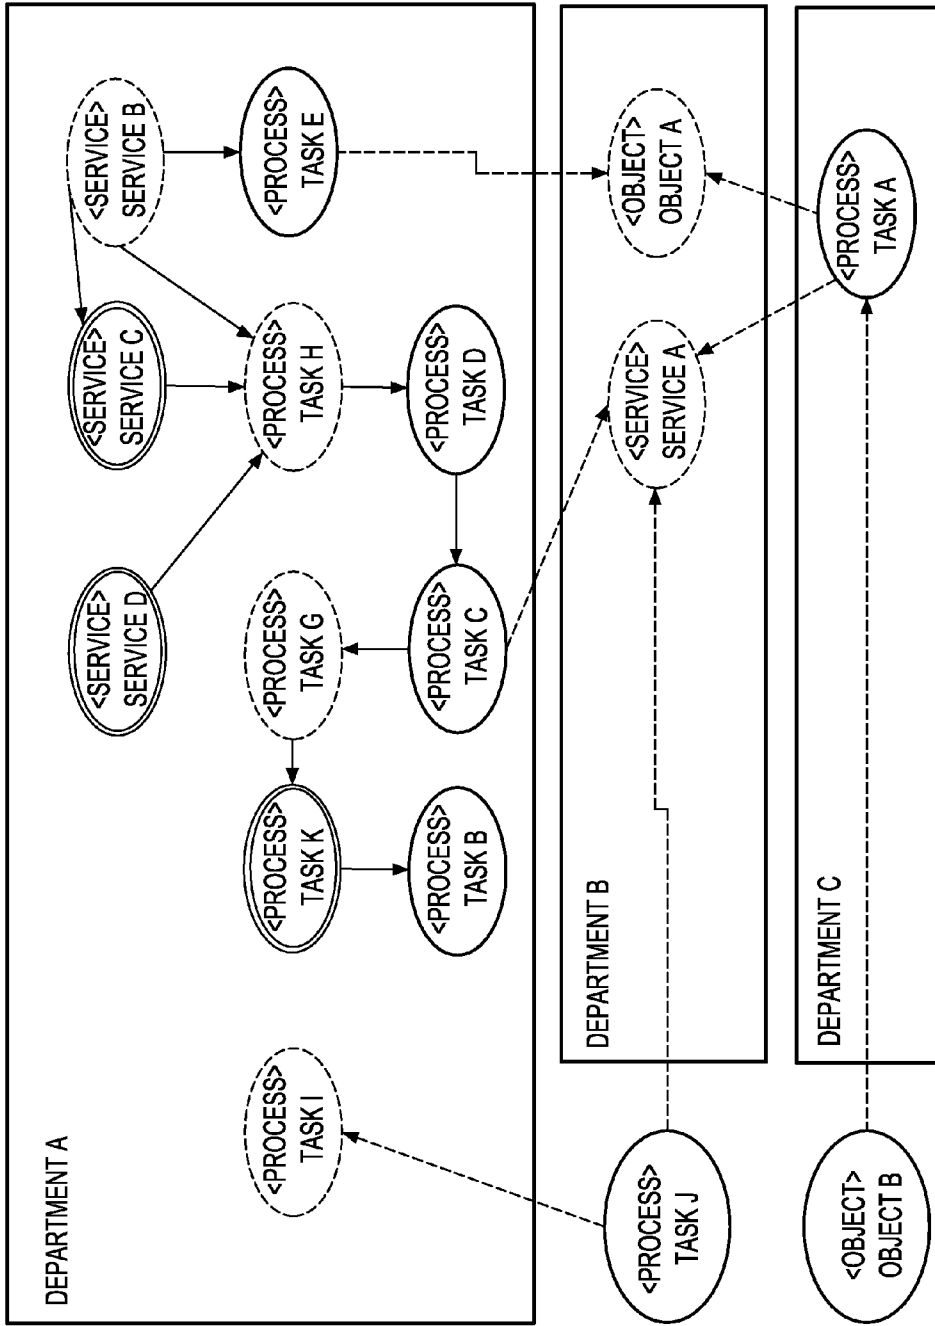 DEPARTMENT A
<SERVICE>
SERVICE D
<SERVICE>
SERVICE C
<SERVICE>
SERVICE B
<PROCESS>
TASK I
<PROCESS>
TASK K
<PROCESS>
TASK G
<PROCESS>
TASK H
<PROCESS>
TASK E
<PROCESS>
TASK B
<PROCESS>
TASK C
<PROCESS>
TASK D
DEPARTMENT B
<PROCESS>
TASK J
<SERVICE>
SERVICE A
<OBJECT>
OBJECT A
DEPARTMENT C
<OBJECT>
OBJECT B
<PROCESS>
TASK A